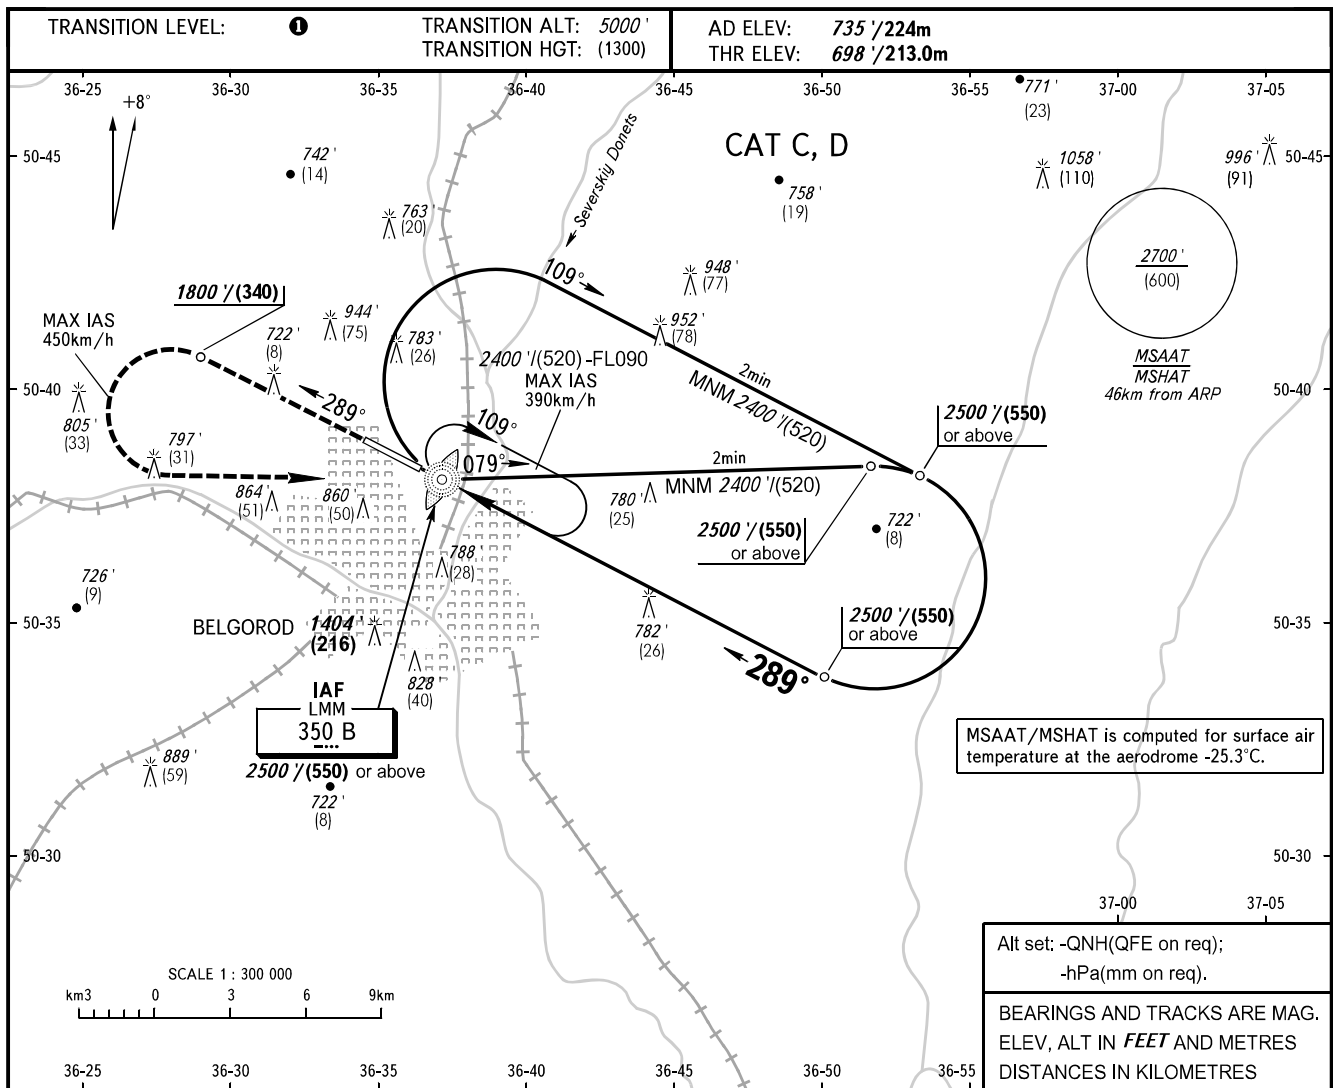 TRANSITION LEVEL: 1 TRANSITION ALT: 5000 '
TRANSITION HGT: (1300)
AD ELEV: 735 '/224m
THR ELEV: 698 '/213.0m
36-25 36-30 36-35 36-40 36-45 36-50 36-55 37-00 37-05
+8°
771 '
(23)
CAT C, D
Severskiy Donets
50-45
742 '
(14)
758 '
(19)
1058 '
(110)
996 '
(91)
50-45
763 '
(20)
2700 '
(600)
109°
948 '
(77)
1800 '/(340)
MAX IAS
450km/h
722 '
(8)
944 '
(75)
783 '
(26)
952 '
(78)
2400 '/(520) -FL090
MAX IAS
390km/h
2min
MNM 2400 '/(520)
MSAAT
MSHAT
46km from ARP
50-40
50-40
805 '
(33)
289°
109°
2500 '/(550)
or above
797 '
(31)
079°
2min
MNM 2400 '/(520)
864 '
(51)
860 '
(50)
780 '
(25)
2500 '/(550)
or above
722 '
(8)
788 '
(28)
726 '
(9)
50-35
50-35
BELGOROD
1404 '
(216)
782 '
(26)
2500 '/(550)
or above
289°
828 '
(40)
IAF
LMM
350 B
2500 '/(550) or above
889 '
(59)
722 '
(8)
MSAAT/MSHAT is computed for surface air
temperature at the aerodrome -25.3°C.
50-30
50-30
37-00 37-05
SCALE 1 : 300 000
km3 0 3 6 9km
Alt set: -QNH(QFE on req);
-hPa(mm on req).
BEARINGS AND TRACKS ARE MAG.
ELEV, ALT IN FEET AND METRES
DISTANCES IN KILOMETRES
36-25 36-30 36-35 36-40 36-45 36-50 36-55